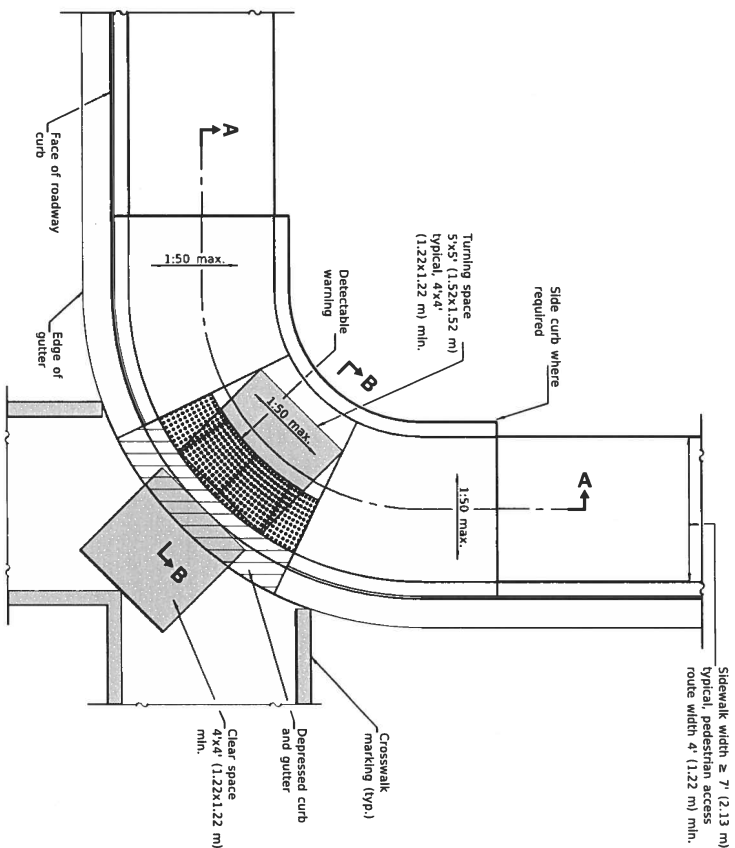 Sidewalk width ≥ 7' (2.13 m)
typical, pedestrian access
route width 4' (1.22 m) min.
Side curb where
required
Turning space
5'x5' (1.52x1.52 m)
typical, 4'x4'
(1.22x1.22 m) min.
Detectable
warning
Face of roadway
curb
Edge of
gutter
Crosswalk
marking (typ.)
Depressed curb
and gutter
Clear space
4'x4' (1.22x1.22 m)
min.
A
A
B
B
1:50 max.
1:50 max.
1:50 max.